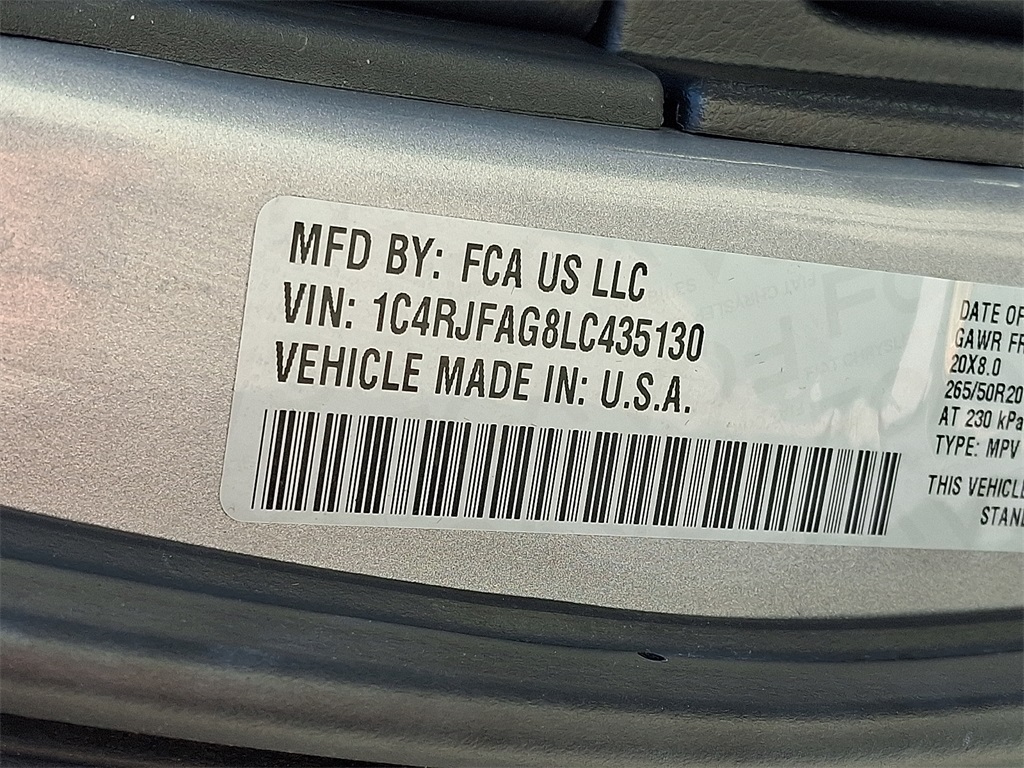 MFD BY: FCA US LLC
VIN: 1C4RJFAG8LC435130
VEHICLE MADE IN: U.S.A.
DATE OF
GAWR FR
20X8.0
265/50R20
AT 230 kPa
TYPE: MPV
THIS VEHICLE
STAN